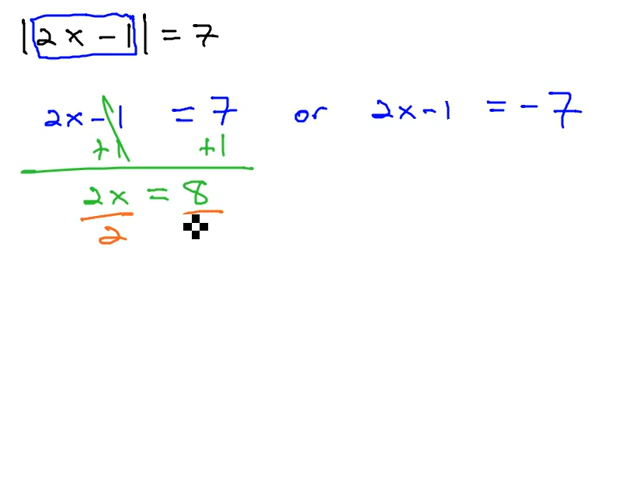 |2x-1| = 7
2x-1 = 7 or 2x-1 = -7
+1 +1
2x = 8
2